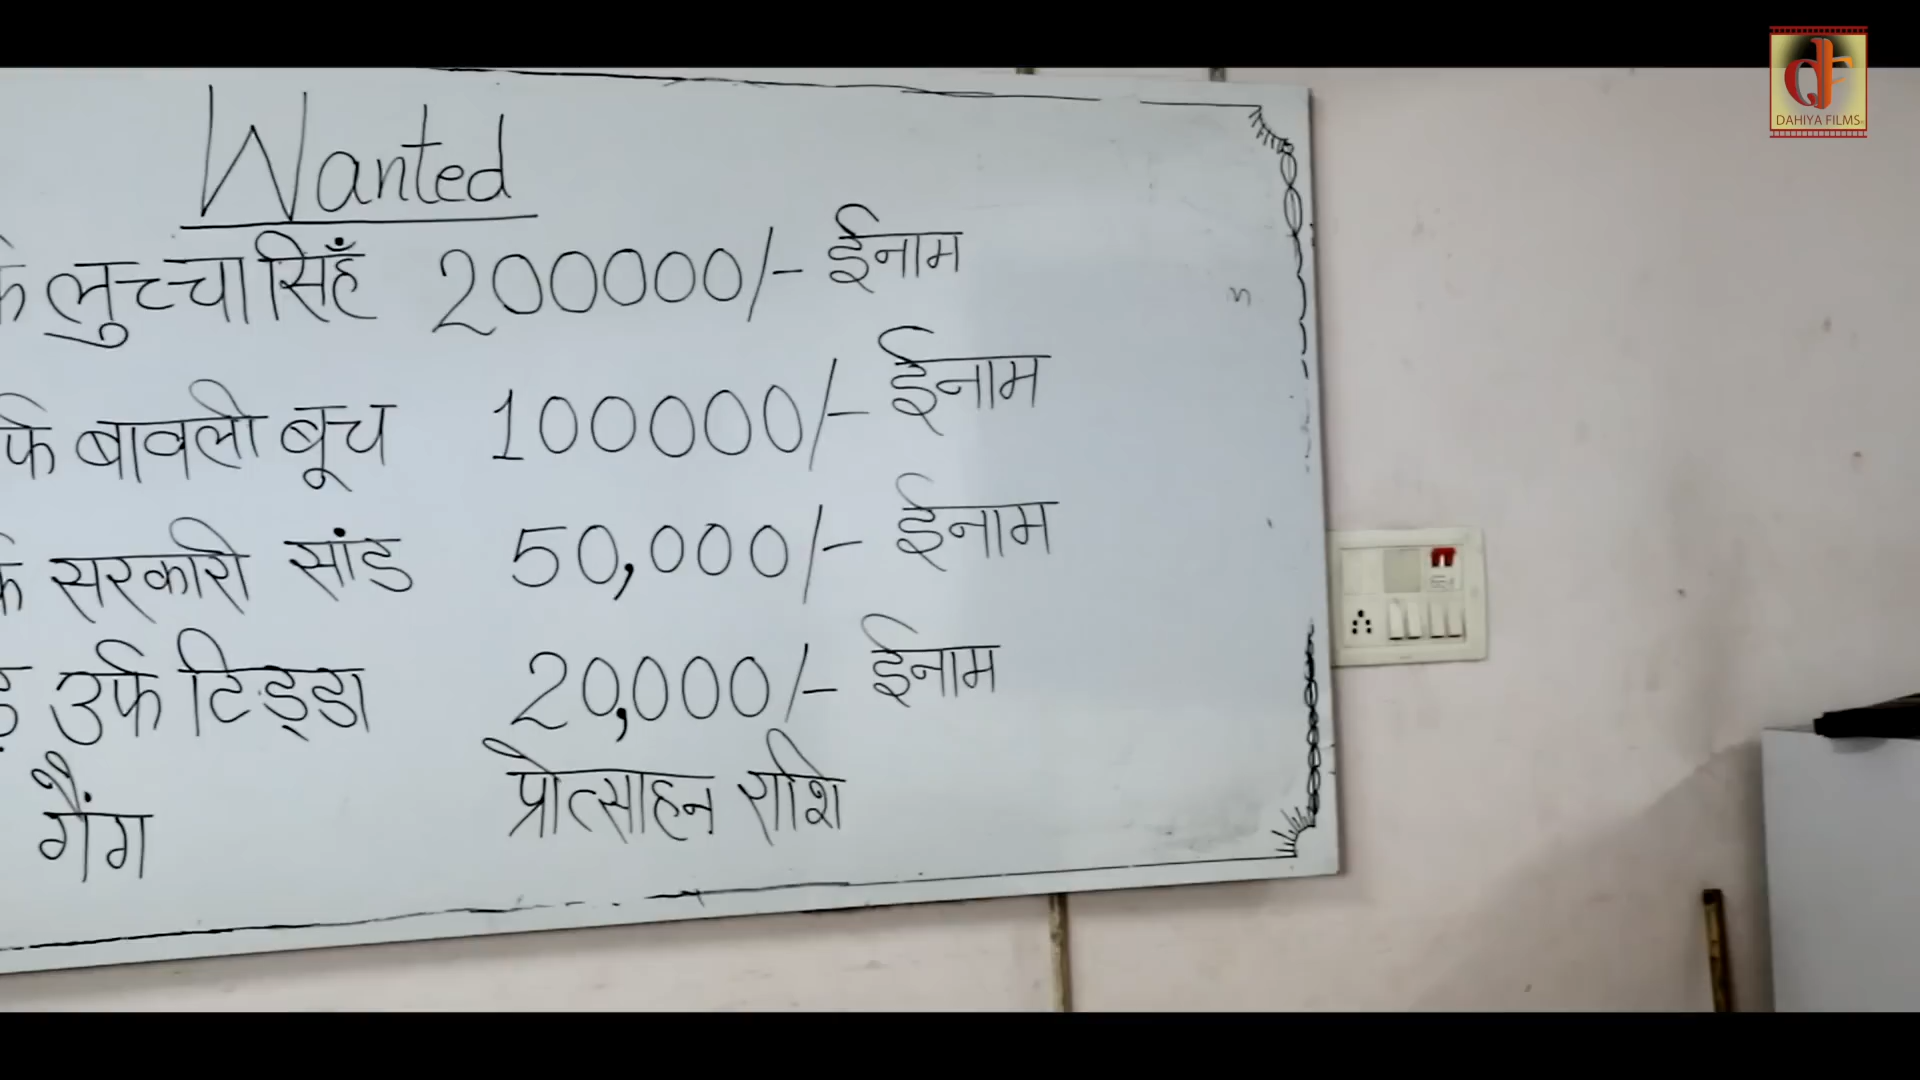 Wanted
लुच्चा सिहँ 200000/- ईनाम
बावली बूच 100000/- ईनाम
सरकारी सांड 50,000/- ईनाम
उर्फ टिड्डा 20,000/- ईनाम
गैंग प्रोत्साहन राशि
DAHIYA FILMS